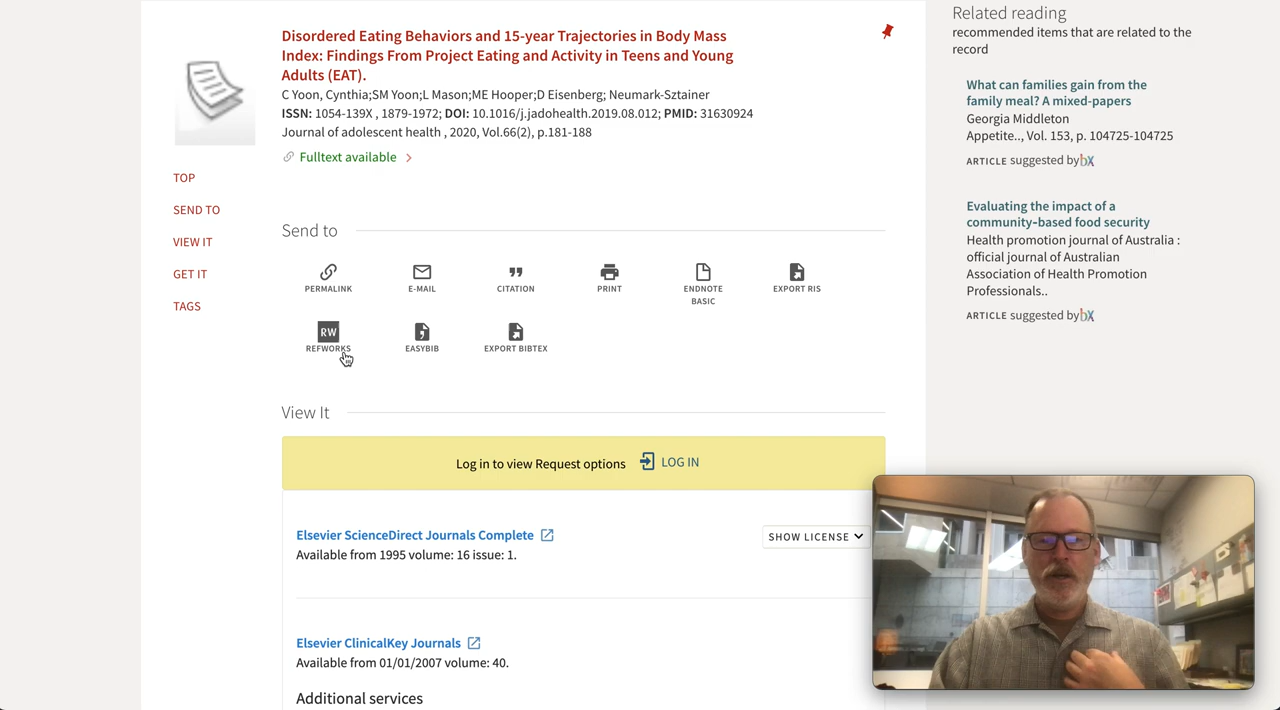 Disordered Eating Behaviors and 15-year Trajectories in Body Mass
Index: Findings From Project Eating and Activity in Teens and Young
Adults (EAT).
C Yoon, Cynthia;SM Yoon;L Mason;ME Hooper;D Eisenberg; Neumark-Sztainer
ISSN: 1054-139X , 1879-1972; DOI: 10.1016/j.jadohealth.2019.08.012; PMID: 31630924
Journal of adolescent health , 2020, Vol.66(2), p.181-188
Fulltext available
TOP
SEND TO
VIEW IT
GET IT
TAGS
Send to
PERMALINK
E-MAIL
CITATION
PRINT
ENDNOTE
BASIC
EXPORT RIS
RW
REFWORKS
EASYBIB
EXPORT BIBTEX
View It
Log in to view Request options LOG IN
Elsevier ScienceDirect Journals Complete
Available from 1995 volume: 16 issue: 1.
SHOW LICENSE
Elsevier ClinicalKey Journals
Available from 01/01/2007 volume: 40.
Additional services
Related reading
recommended items that are related to the
record
What can families gain from the
family meal? A mixed-papers
Georgia Middleton
Appetite.., Vol. 153, p. 104725-104725
ARTICLE suggested by bX
Evaluating the impact of a
community-based food security
Health promotion journal of Australia :
official journal of Australian
Association of Health Promotion
Professionals..
ARTICLE suggested by bX